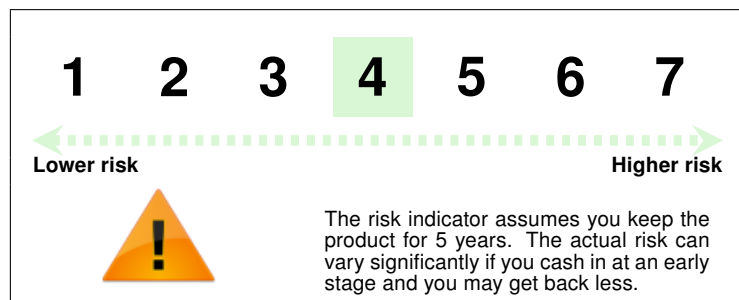 1 2 3 4 5 6 7
Lower risk Higher risk
The risk indicator assumes you keep the
product for 5 years. The actual risk can
vary significantly if you cash in at an early
stage and you may get back less.